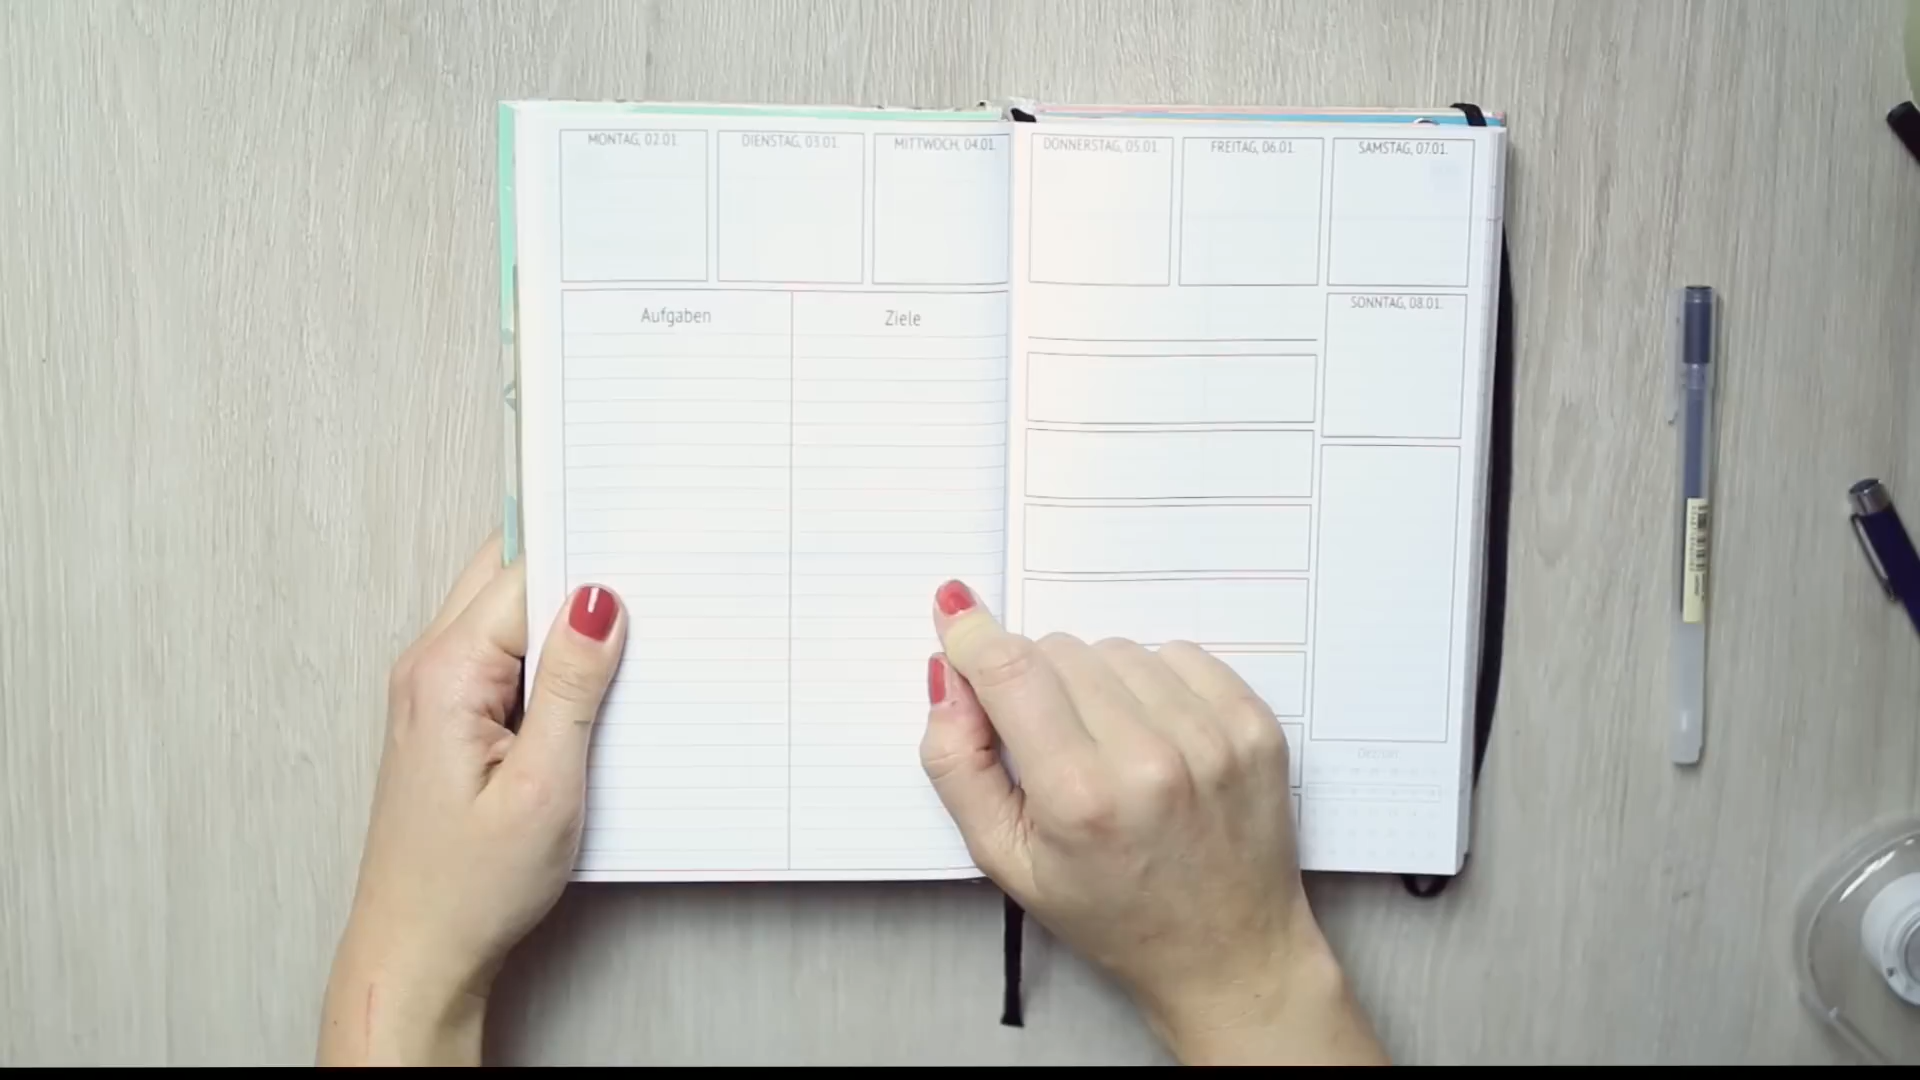 MONTAG, 02.01.
DIENSTAG, 03.01.
MITTWOCH, 04.01.
DONNERSTAG, 05.01.
FREITAG, 06.01.
SAMSTAG, 07.01.
SONNTAG, 08.01.
Aufgaben
Ziele